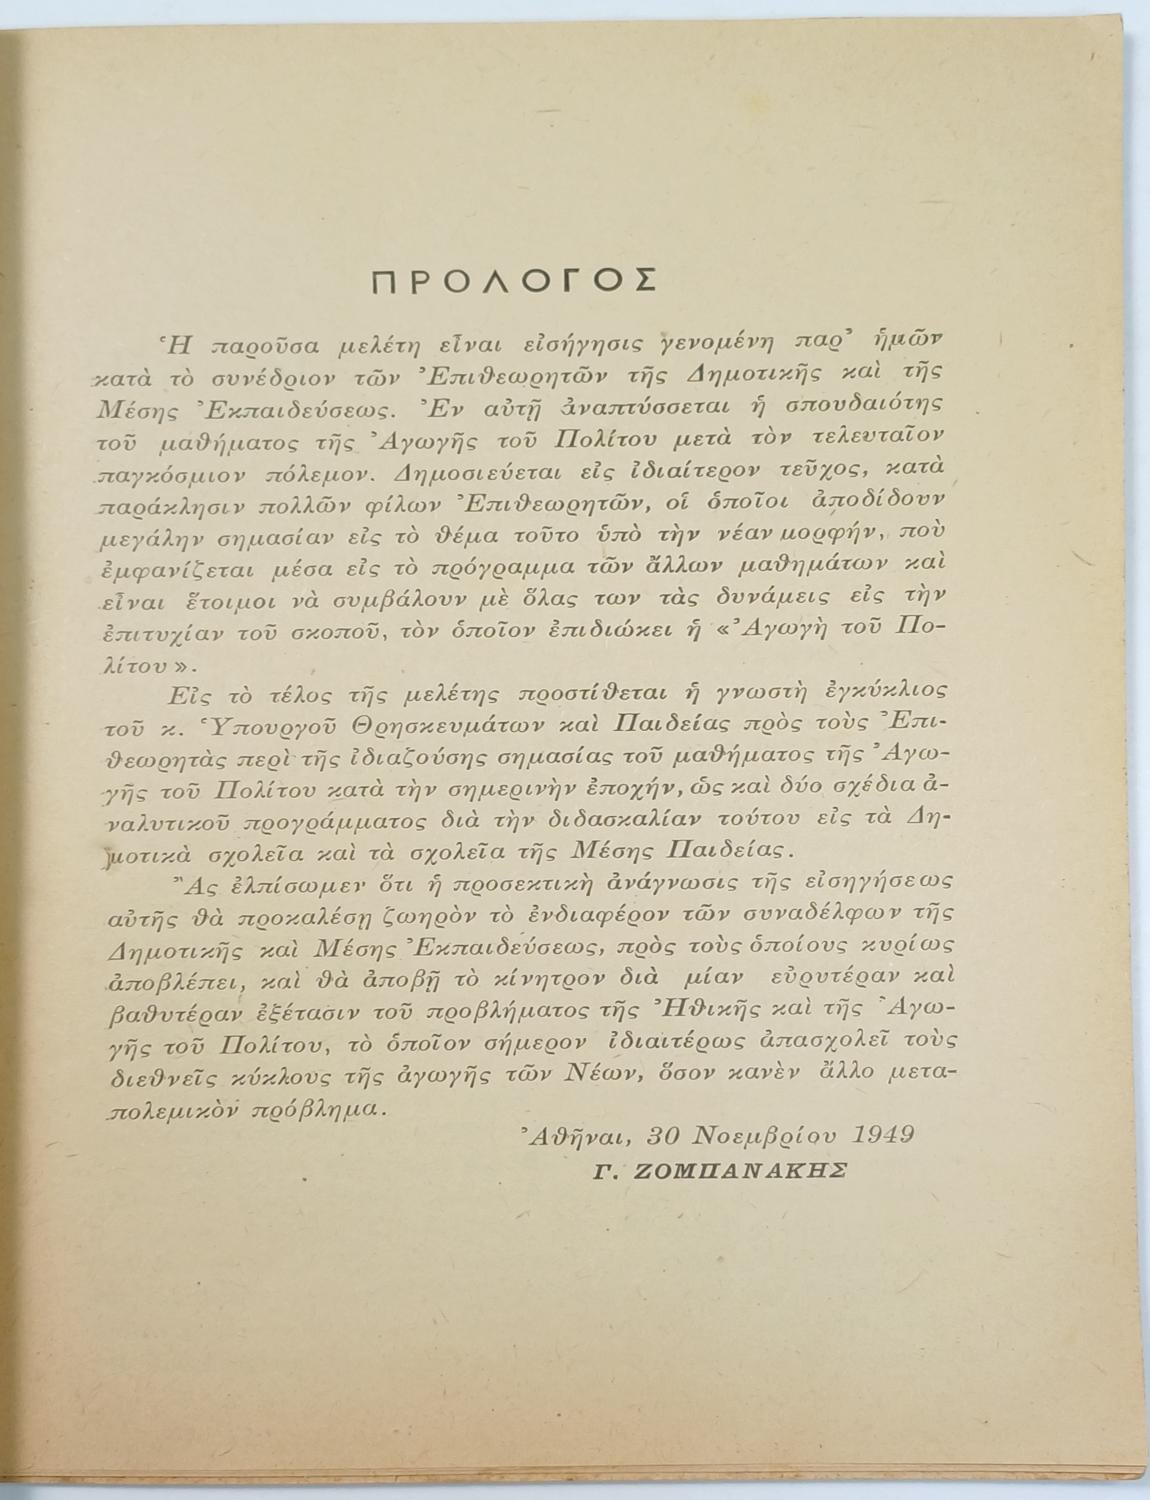 ΠΡΟΛΟΓΟΣ
Ἡ παροῦσα μελέτη εἶναι εἰσήγησις γενομένη παρ’ ἡμῶν
κατὰ τὸ συνέδριον τῶν Ἐπιθεωρητῶν τῆς Δημοτικῆς καὶ τῆς
Μέσης Ἐκπαιδεύσεως. Ἐν αὐτῇ ἀναπτύσσεται ἡ σπουδαιότης
τοῦ μαθήματος τῆς Ἀγωγῆς τοῦ Πολίτου μετὰ τὸν τελευταῖον
παγκόσμιον πόλεμον. Δημοσιεύεται εἰς ἰδιαίτερον τεῦχος, κατὰ
παράκλησιν πολλῶν φίλων Ἐπιθεωρητῶν, οἱ ὁποῖοι ἀποδίδουν
μεγάλην σημασίαν εἰς τὸ θέμα τοῦτο ὑπὸ τὴν νέαν μορφήν, ποὺ
ἐμφανίζεται μέσα εἰς τὸ πρόγραμμα τῶν ἄλλων μαθημάτων καὶ
εἶναι ἕτοιμοι νὰ συμβάλουν μὲ ὅλας των τὰς δυνάμεις εἰς τὴν
ἐπιτυχίαν τοῦ σκοποῦ, τὸν ὁποῖον ἐπιδιώκει ἡ «Ἀγωγὴ τοῦ Πο-
λίτου».
Εἰς τὸ τέλος τῆς μελέτης προστίθεται ἡ γνωστὴ ἐγκύκλιος
τοῦ κ. Ὑπουργοῦ Θρησκευμάτων καὶ Παιδείας πρὸς τοὺς Ἐπι-
θεωρητὰς περὶ τῆς ἰδιαζούσης σημασίας τοῦ μαθήματος τῆς Ἀγω-
γῆς τοῦ Πολίτου κατὰ τὴν σημερινὴν ἐποχήν, ὡς καὶ δύο σχέδια ἀ-
ναλυτικοῦ προγράμματος διὰ τὴν διδασκαλίαν τούτου εἰς τὰ Δη-
μοτικὰ σχολεῖα καὶ τὰ σχολεῖα τῆς Μέσης Παιδείας.
Ἂς ἐλπίσωμεν ὅτι ἡ προσεκτικὴ ἀνάγνωσις τῆς εἰσηγήσεως
αὐτῆς θὰ προκαλέσῃ ζωηρὸν τὸ ἐνδιαφέρον τῶν συναδέλφων τῆς
Δημοτικῆς καὶ Μέσης Ἐκπαιδεύσεως, πρὸς τοὺς ὁποίους κυρίως
ἀποβλέπει, καὶ θὰ ἀποβῇ τὸ κίνητρον διὰ μίαν εὐρυτέραν καὶ
βαθυτέραν ἐξέτασιν τοῦ προβλήματος τῆς Ἠθικῆς καὶ τῆς Ἀγω-
γῆς τοῦ Πολίτου, τὸ ὁποῖον σήμερον ἰδιαιτέρως ἀπασχολεῖ τοὺς
διεθνεῖς κύκλους τῆς ἀγωγῆς τῶν Νέων, ὅσον κανὲν ἄλλο μετα-
πολεμικὸν πρόβλημα.
Ἀθῆναι, 30 Νοεμβρίου 1949
Γ. ΖΟΜΠΑΝΑΚΗΣ